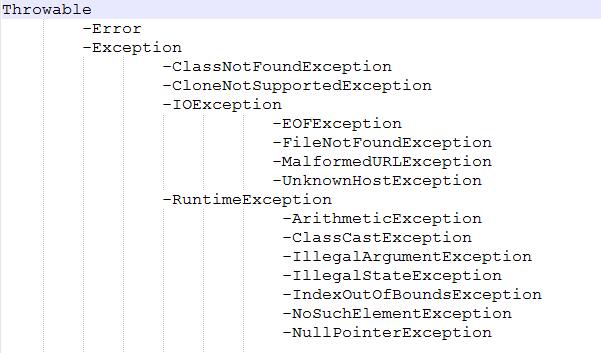 Throwable
-Error
-Exception
-ClassNotFoundException
-CloneNotSupportedException
-IOException
-EOFException
-FileNotFoundException
-MalformedURLException
-UnknownHostException
-RuntimeException
-ArithmeticException
-ClassCastException
-IllegalArgumentException
-IllegalStateException
-IndexOutOfBoundsException
-NoSuchElementException
-NullPointerException